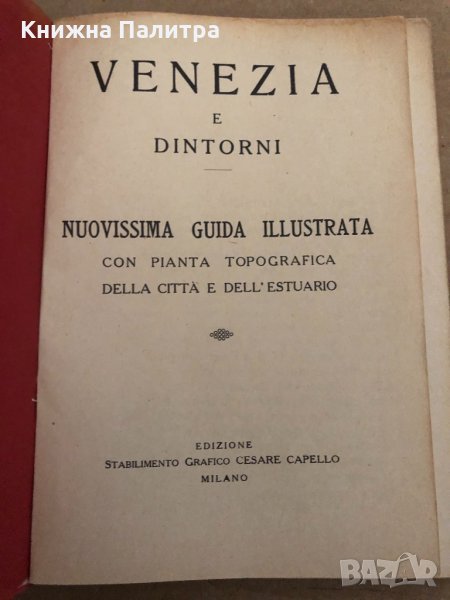 Книжна Палитра
VENEZIA
E
DINTORNI
NUOVISSIMA GUIDA ILLUSTRATA
CON PIANTA TOPOGRAFICA
DELLA CITTÀ E DELL'ESTUARIO
EDIZIONE
STABILIMENTO GRAFICO CESARE CAPELLO
MILANO
BAZAR